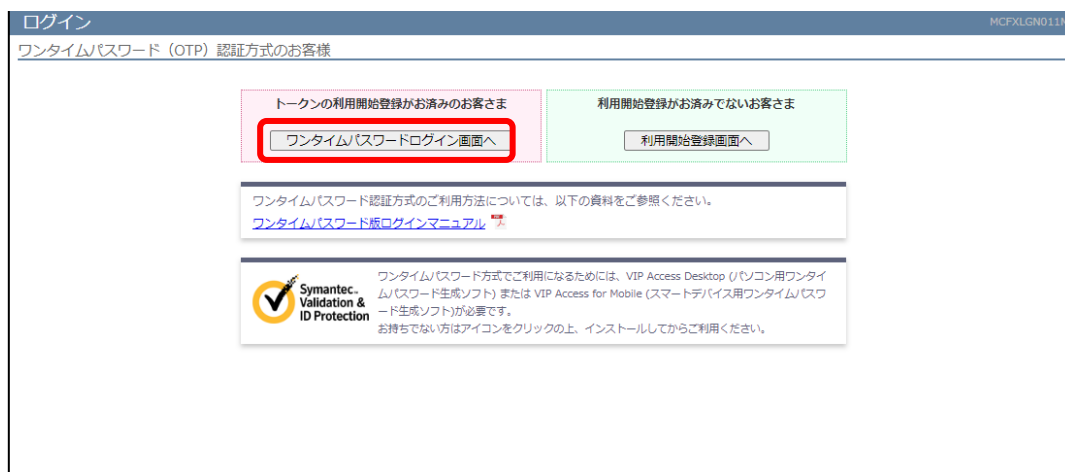 ログイン
MCFXLGN011N
ワンタイムパスワード（OTP）認証方式のお客様
トークンの利用開始登録がお済みのお客さま
ワンタイムパスワードログイン画面へ
利用開始登録がお済みでないお客さま
利用開始登録画面へ
ワンタイムパスワード認証方式のご利用方法については、以下の資料をご参照ください。
ワンタイムパスワード版ログインマニュアル
Symantec.
Validation &
ID Protection
ワンタイムパスワード方式でご利用になるためには、VIP Access Desktop (パソコン用ワンタイ
ムパスワード生成ソフト) または VIP Access for Mobile (スマートデバイス用ワンタイムパスワ
ード生成ソフト)が必要です。
お持ちでない方はアイコンをクリックの上、インストールしてからご利用ください。